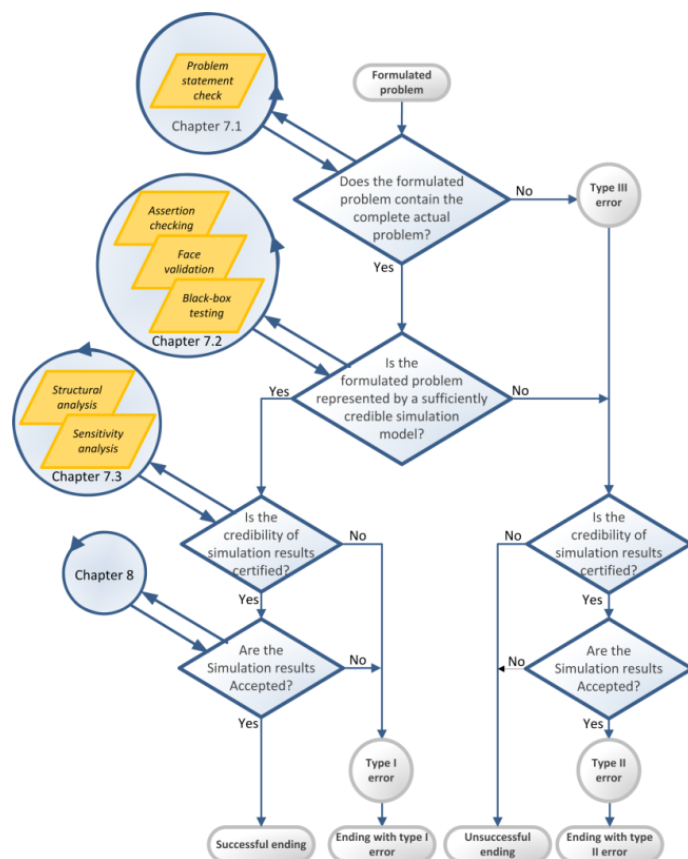 Problem
statement
check
Chapter 7.1
Formulated
problem
Does the formulated
problem contain the
complete actual
problem?
No
Type III
error
Yes
Assertion
checking
Face
validation
Black-box
testing
Chapter 7.2
Is the
formulated problem
represented by a sufficiently
credible simulation
model?
Yes
No
Structural
analysis
Sensitivity
analysis
Chapter 7.3
Is the
credibility of
simulation results
certified?
No
Yes
Is the
credibility of
simulation results
certified?
No
Yes
Chapter 8
Are the
Simulation results
Accepted?
No
Yes
Are the
Simulation results
Accepted?
No
Yes
Type I
error
Type II
error
Successful ending
Ending with type I
error
Unsuccessful
ending
Ending with type
II error